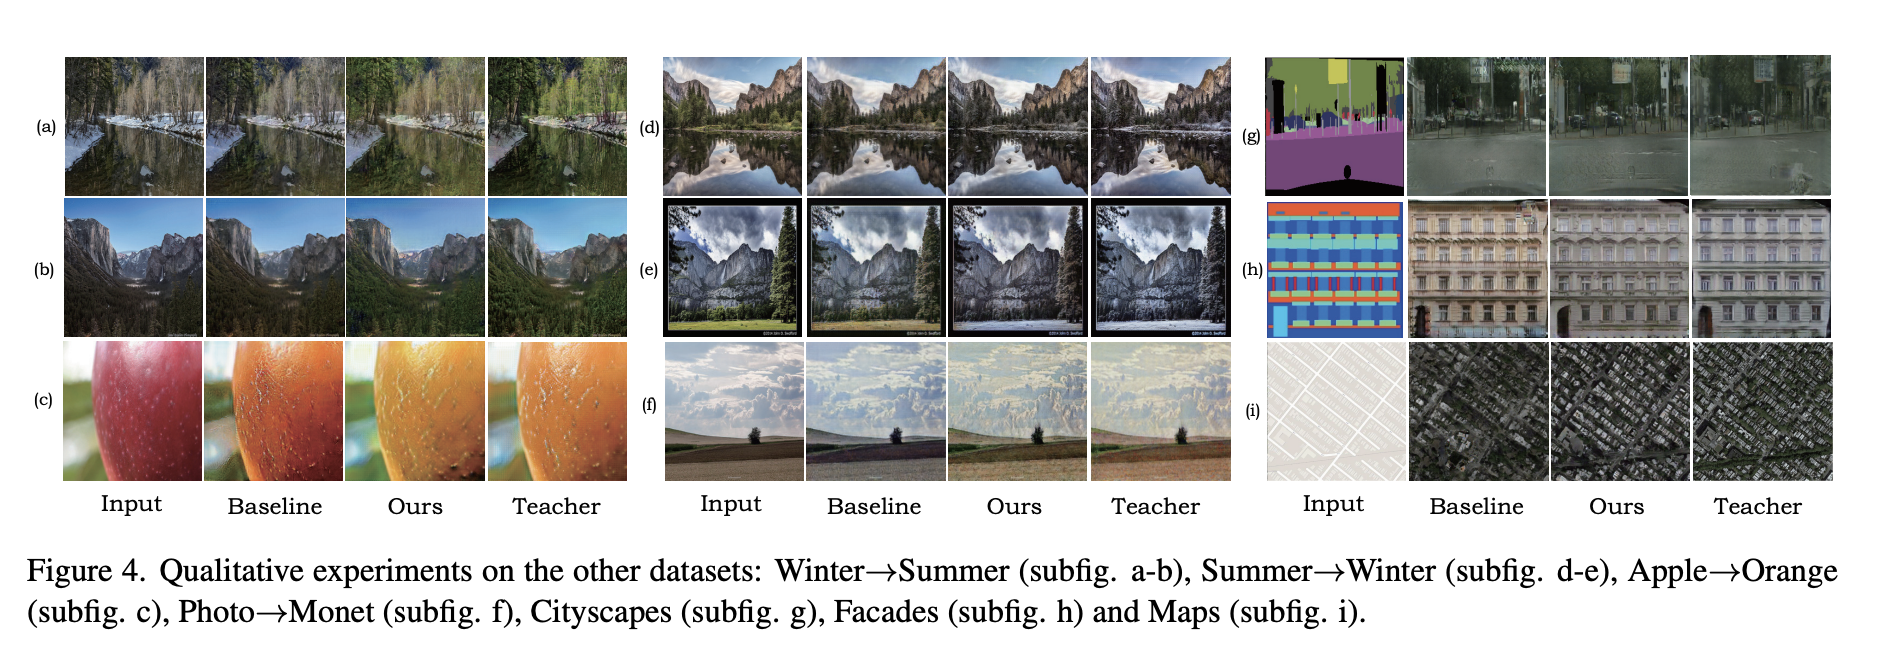 (a)
(b)
(c)
Input Baseline Ours Teacher
(d)
(e)
(f)
Input Baseline Ours Teacher
(g)
(h)
(i)
Input Baseline Ours Teacher
Figure 4. Qualitative experiments on the other datasets: Winter→Summer (subfig. a-b), Summer→Winter (subfig. d-e), Apple→Orange
(subfig. c), Photo→Monet (subfig. f), Cityscapes (subfig. g), Facades (subfig. h) and Maps (subfig. i).